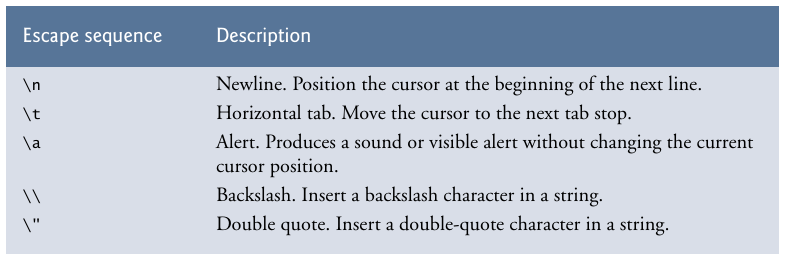 Escape sequence Description
\n Newline. Position the cursor at the beginning of the next line.
\t Horizontal tab. Move the cursor to the next tab stop.
\a Alert. Produces a sound or visible alert without changing the current
cursor position.
\\ Backslash. Insert a backslash character in a string.
\" Double quote. Insert a double-quote character in a string.